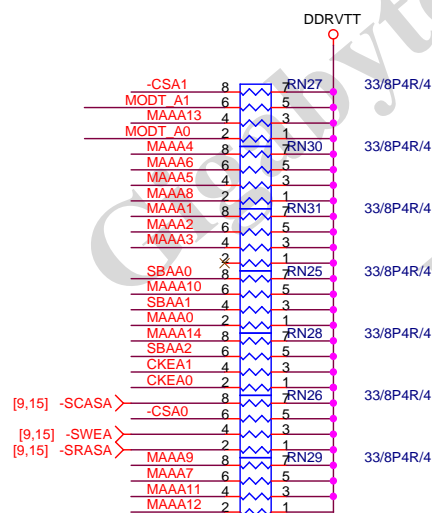 DDRVTT
-CSA1 8 7 RN27 33/8P4R/4
MODT_A1 6 5
MAAA13 4 3
MODT_A0 2 1
MAAA4 8 7 RN30 33/8P4R/4
MAAA6 6 5
MAAA5 4 3
MAAA8 2 1
MAAA1 8 7 RN31 33/8P4R/4
MAAA2 6 5
MAAA3 4 3
2 1
SBAA0 8 7 RN25 33/8P4R/4
MAAA10 6 5
SBAA1 4 3
MAAA0 2 1
MAAA14 8 7 RN28 33/8P4R/4
SBAA2 6 5
CKEA1 4 3
CKEA0 2 1
[9,15] -SCASA 8 7 RN26 33/8P4R/4
-CSA0 6 5
[9,15] -SWEA 4 3
[9,15] -SRASA 2 1
MAAA9 8 7 RN29 33/8P4R/4
MAAA7 6 5
MAAA11 4 3
MAAA12 2 1
Gigabyte